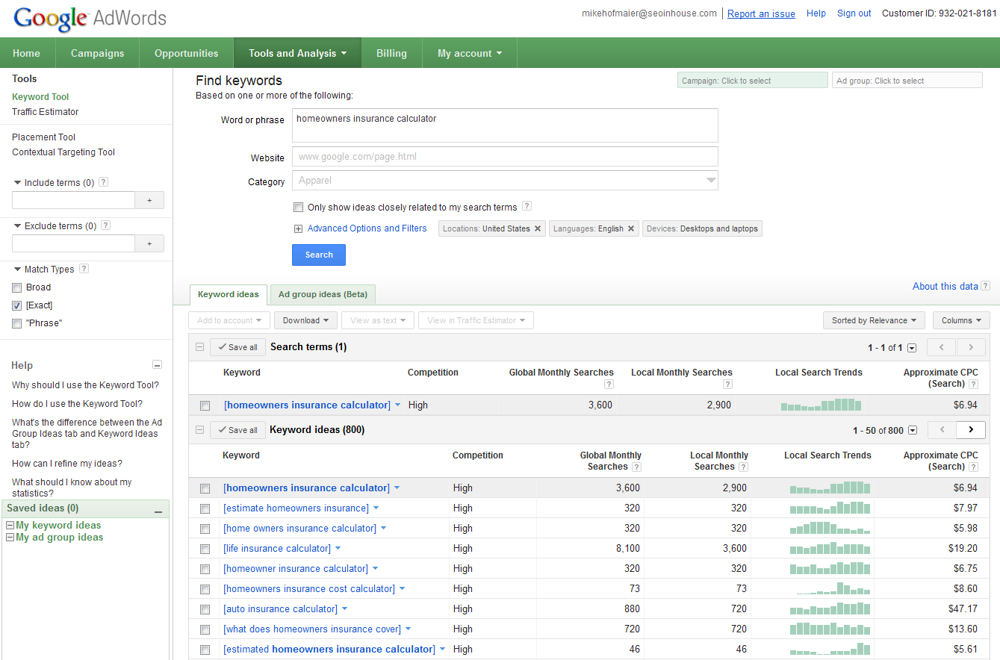 Google AdWords
mikehofmaier@seoinhouse.com Report an issue Help Sign out Customer ID: 932-021-8181
Home Campaigns Opportunities Tools and Analysis Billing My account
Tools
Keyword Tool
Traffic Estimator
Placement Tool
Contextual Targeting Tool
Include terms (0) ?
+
Exclude terms (0) ?
+
Match Types ?
Broad
[Exact]
"Phrase"
Help
Why should I use the Keyword Tool?
How do I use the Keyword Tool?
What's the difference between the Ad
Group Ideas tab and Keyword Ideas
tab?
How can I refine my ideas?
What should I know about my
statistics?
Saved ideas (0)
My keyword ideas
My ad group ideas
Find keywords
Based on one or more of the following:
Campaign: Click to select Ad group: Click to select
Word or phrase homeowners insurance calculator
Website www.google.com/page.html
Category Apparel
Only show ideas closely related to my search terms ?
Advanced Options and Filters Locations: United States Languages: English Devices: Desktops and laptops
Search
About this data ?
Keyword ideas Ad group ideas (Beta)
Add to account Download View as text View in Traffic Estimator Sorted by Relevance Columns
Save all Search terms (1) 1 - 1 of 1
Keyword Competition Global Monthly Searches Local Monthly Searches Local Search Trends Approximate CPC
? ? (Search) ?
[homeowners insurance calculator] High 3,600 2,900 $6.94
Save all Keyword ideas (800) 1 - 50 of 800
Keyword Competition Global Monthly Local Monthly Local Search Trends Approximate CPC
Searches ? Searches ? (Search) ?
[homeowners insurance calculator] High 3,600 2,900 $6.94
[estimate homeowners insurance] High 320 320 $7.97
[home owners insurance calculator] High 320 320 $5.98
[life insurance calculator] High 8,100 3,600 $19.20
[homeowner insurance calculator] High 320 320 $6.75
[homeowners insurance cost calculator] High 73 73 $8.60
[auto insurance calculator] High 880 720 $47.17
[what does homeowners insurance cover] High 720 720 $13.60
[estimated homeowners insurance calculator] High 46 46 $5.61